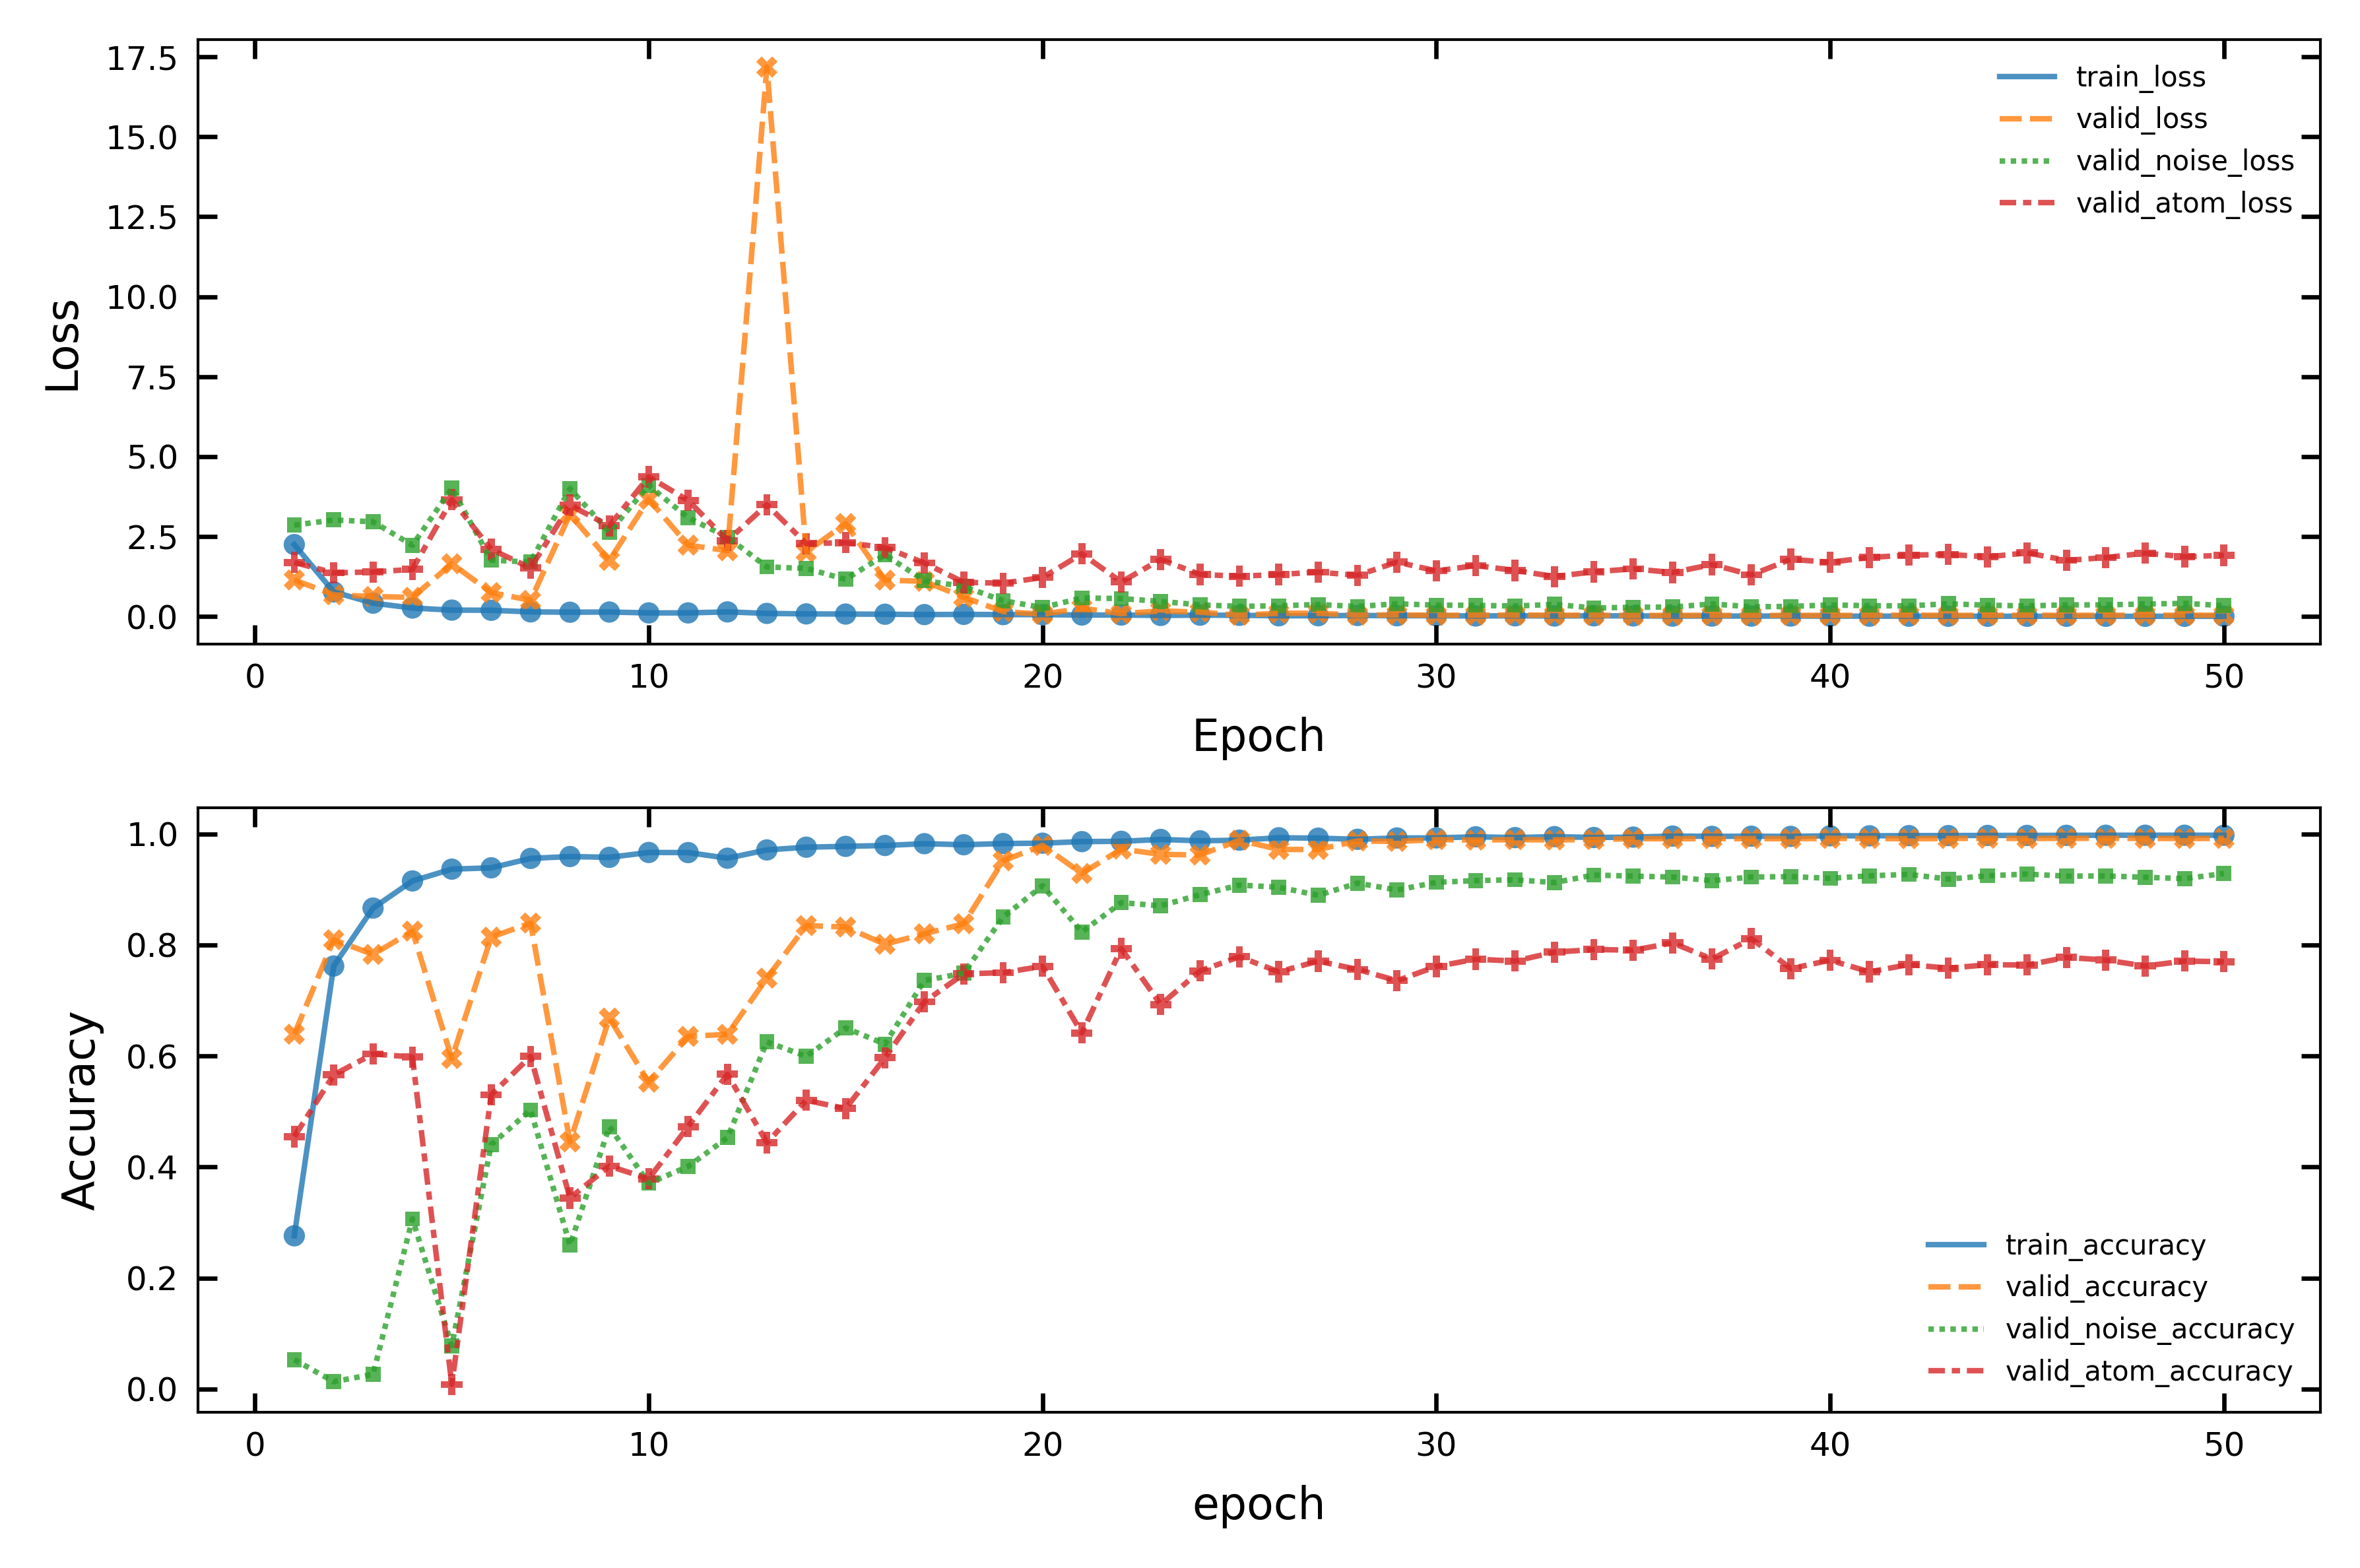 17.5
15.0
12.5
10.0
7.5
5.0
2.5
0.0
Loss
train_loss
valid_loss
valid_noise_loss
valid_atom_loss
0 10 20 30 40 50
Epoch
1.0
0.8
0.6
0.4
0.2
0.0
Accuracy
train_accuracy
valid_accuracy
valid_noise_accuracy
valid_atom_accuracy
0 10 20 30 40 50
epoch